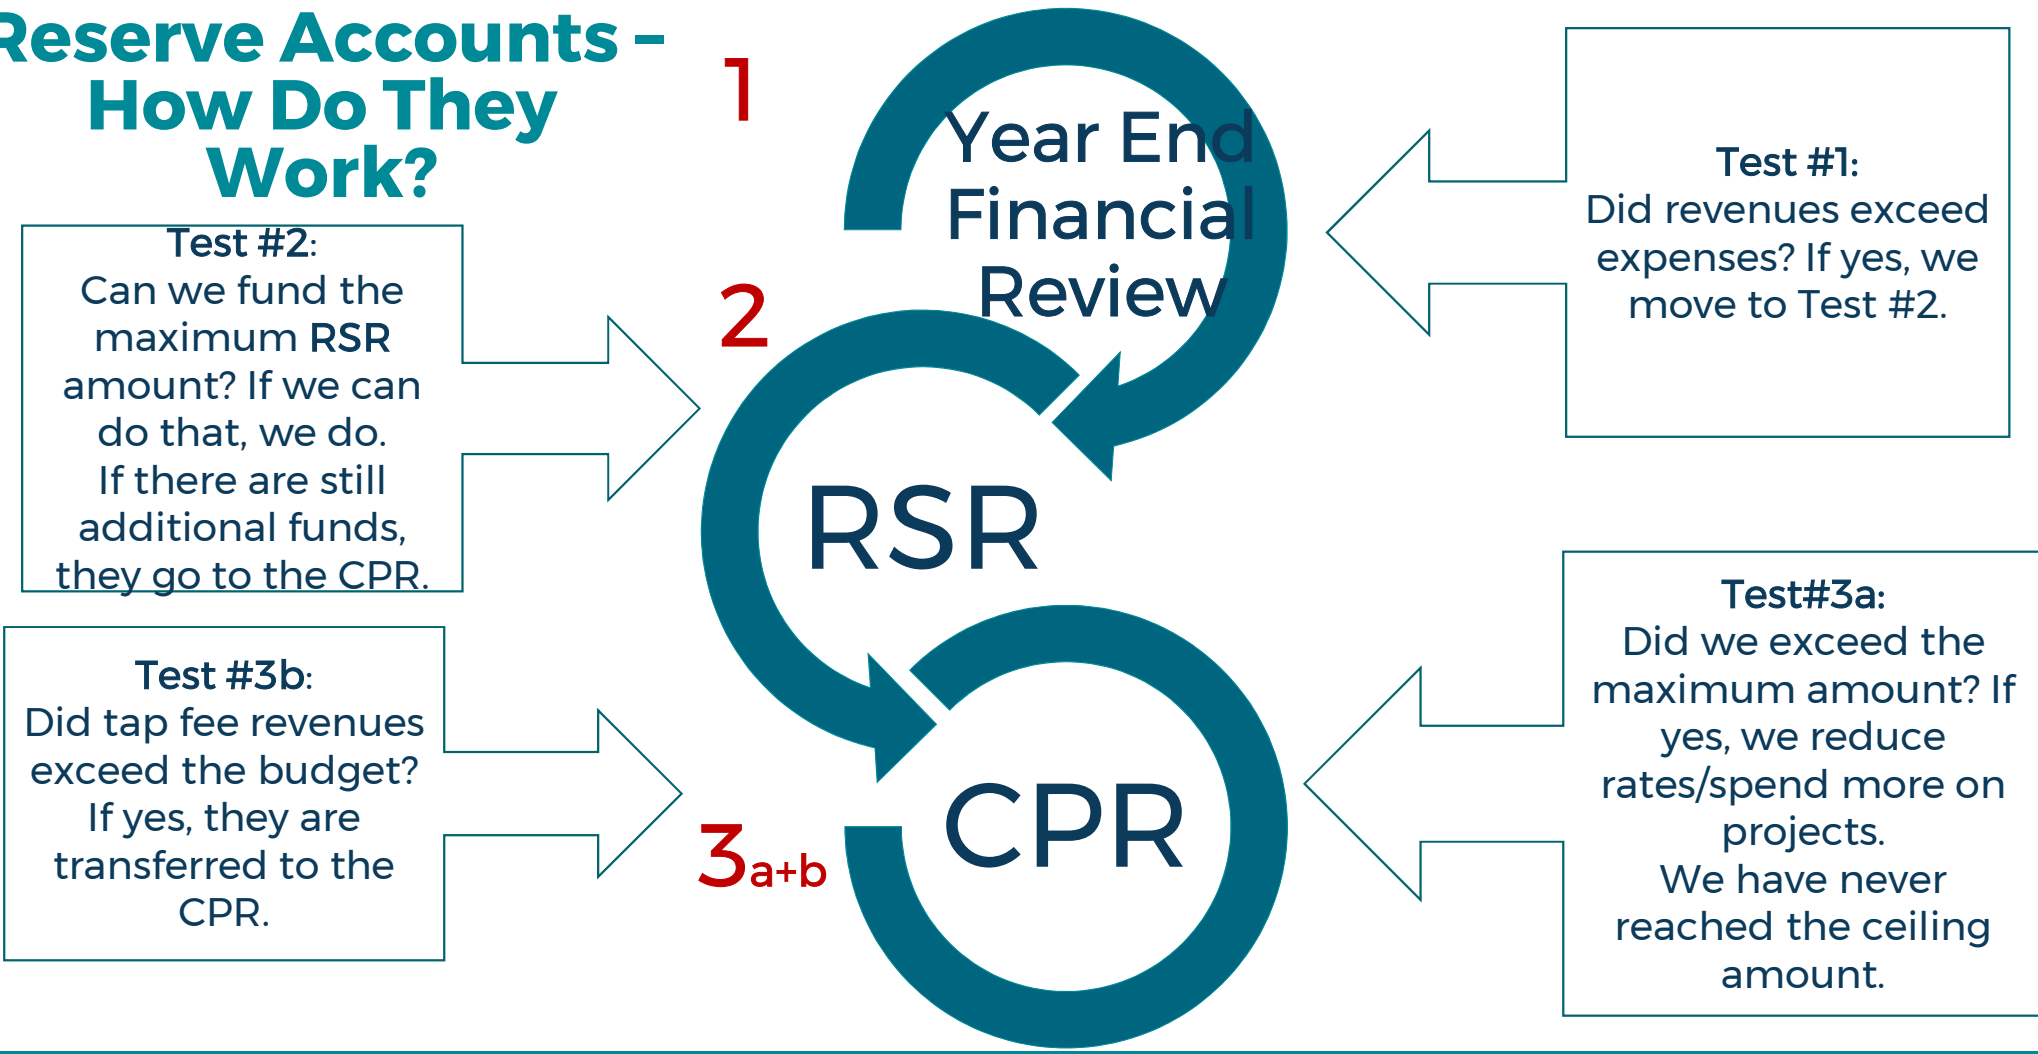 Reserve Accounts –
How Do They
Work?
1
Year End
Financial
Review
Test #1:
Did revenues exceed
expenses? If yes, we
move to Test #2.
2
Test #2:
Can we fund the
maximum RSR
amount? If we can
do that, we do.
If there are still
additional funds,
they go to the CPR.
RSR
Test#3a:
Did we exceed the
maximum amount? If
yes, we reduce
rates/spend more on
projects.
We have never
reached the ceiling
amount.
Test #3b:
Did tap fee revenues
exceed the budget?
If yes, they are
transferred to the
CPR.
3a+b
CPR